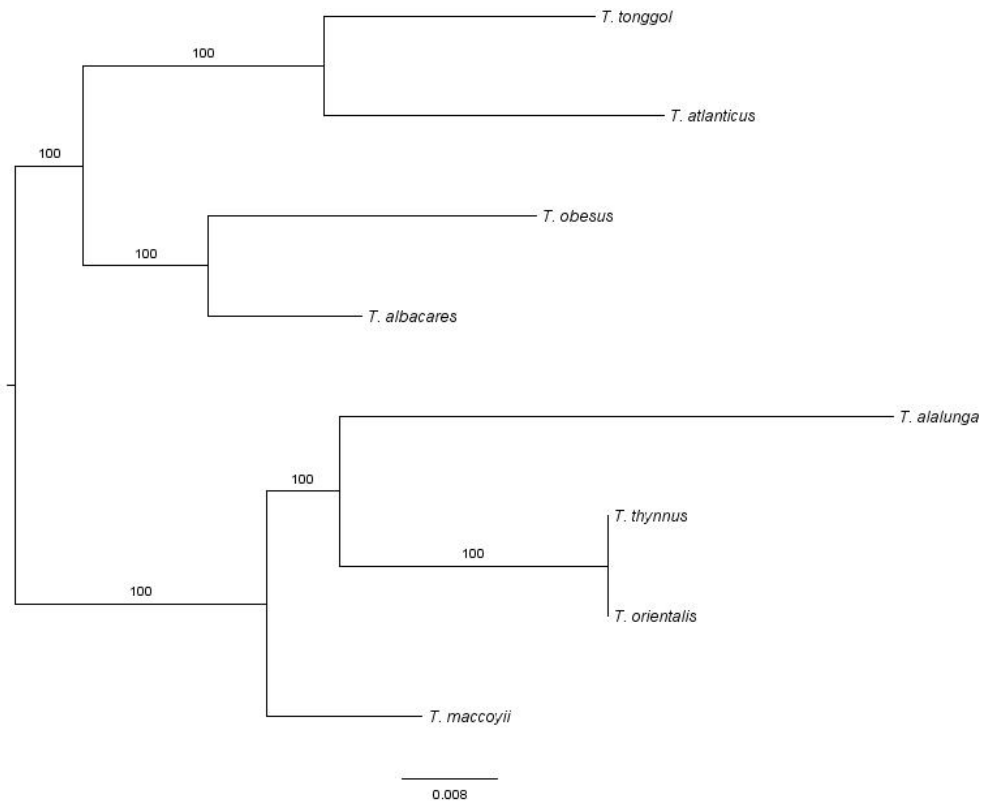 T. tonggol
100
T. atlanticus
100
T. obesus
100
T. albacares
T. alalunga
100
T. thynnus
100
100
T. orientalis
T. maccoyii
0.008